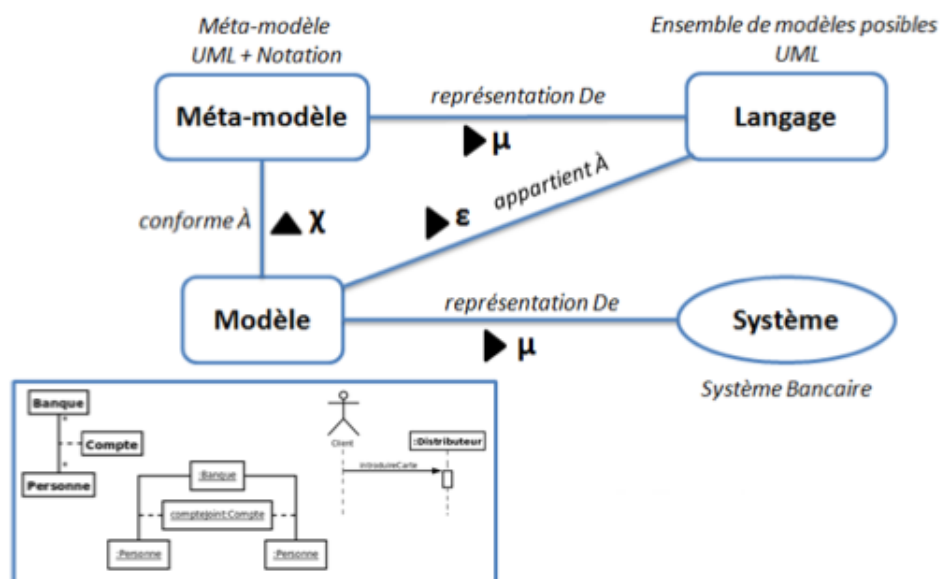 Méta-modèle
UML + Notation
Ensemble de modèles posibles
UML
Méta-modèle
représentation De
Langage
▶ μ
appartient À
conforme À
▲ χ
▶ ε
Modèle
représentation De
Système
▶ μ
Système Bancaire
Banque
*
Compte
*
Personne
Client
:Distributeur
introduireCarte
:Banque
compteJoint:Compte
:Personne
:Personne